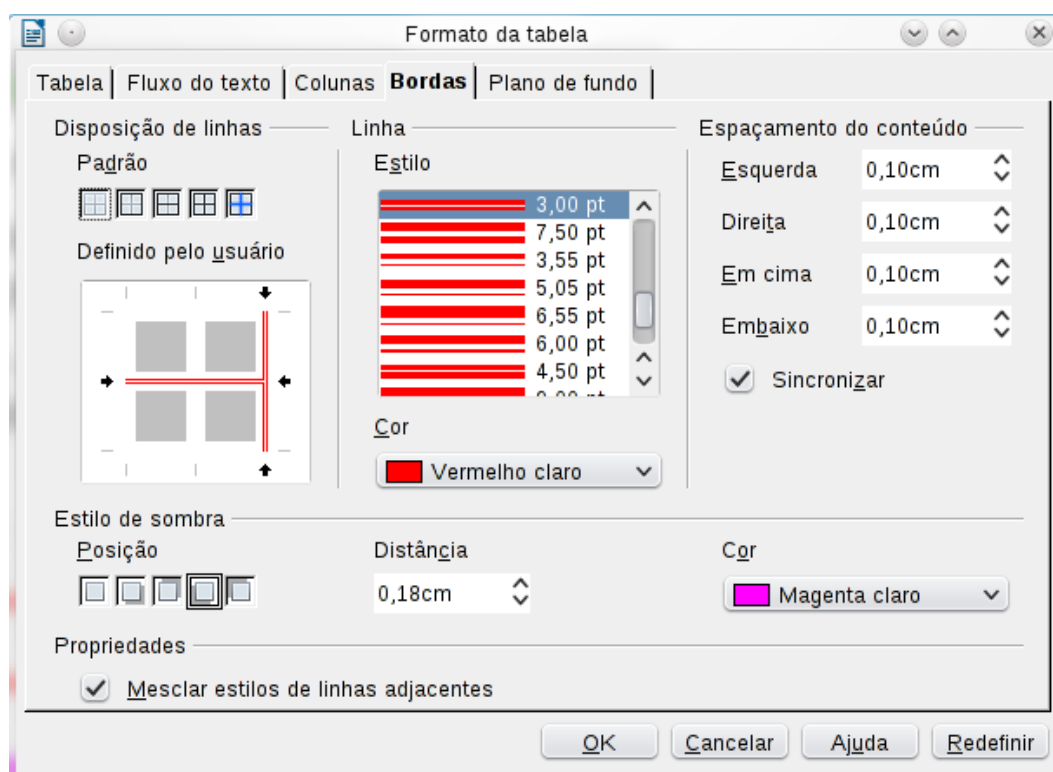 Formato da tabela
Tabela Fluxo do texto Colunas Bordas Plano de fundo
Disposição de linhas
Padrão
Definido pelo usuário
Linha
Estilo
3,00 pt
7,50 pt
3,55 pt
5,05 pt
6,55 pt
6,00 pt
4,50 pt
Cor
Vermelho claro
Espaçamento do conteúdo
Esquerda 0,10cm
Direita 0,10cm
Em cima 0,10cm
Embaixo 0,10cm
Sincronizar
Estilo de sombra
Posição
Distância
0,18cm
Cor
Magenta claro
Propriedades
Mesclar estilos de linhas adjacentes
OK Cancelar Ajuda Redefinir